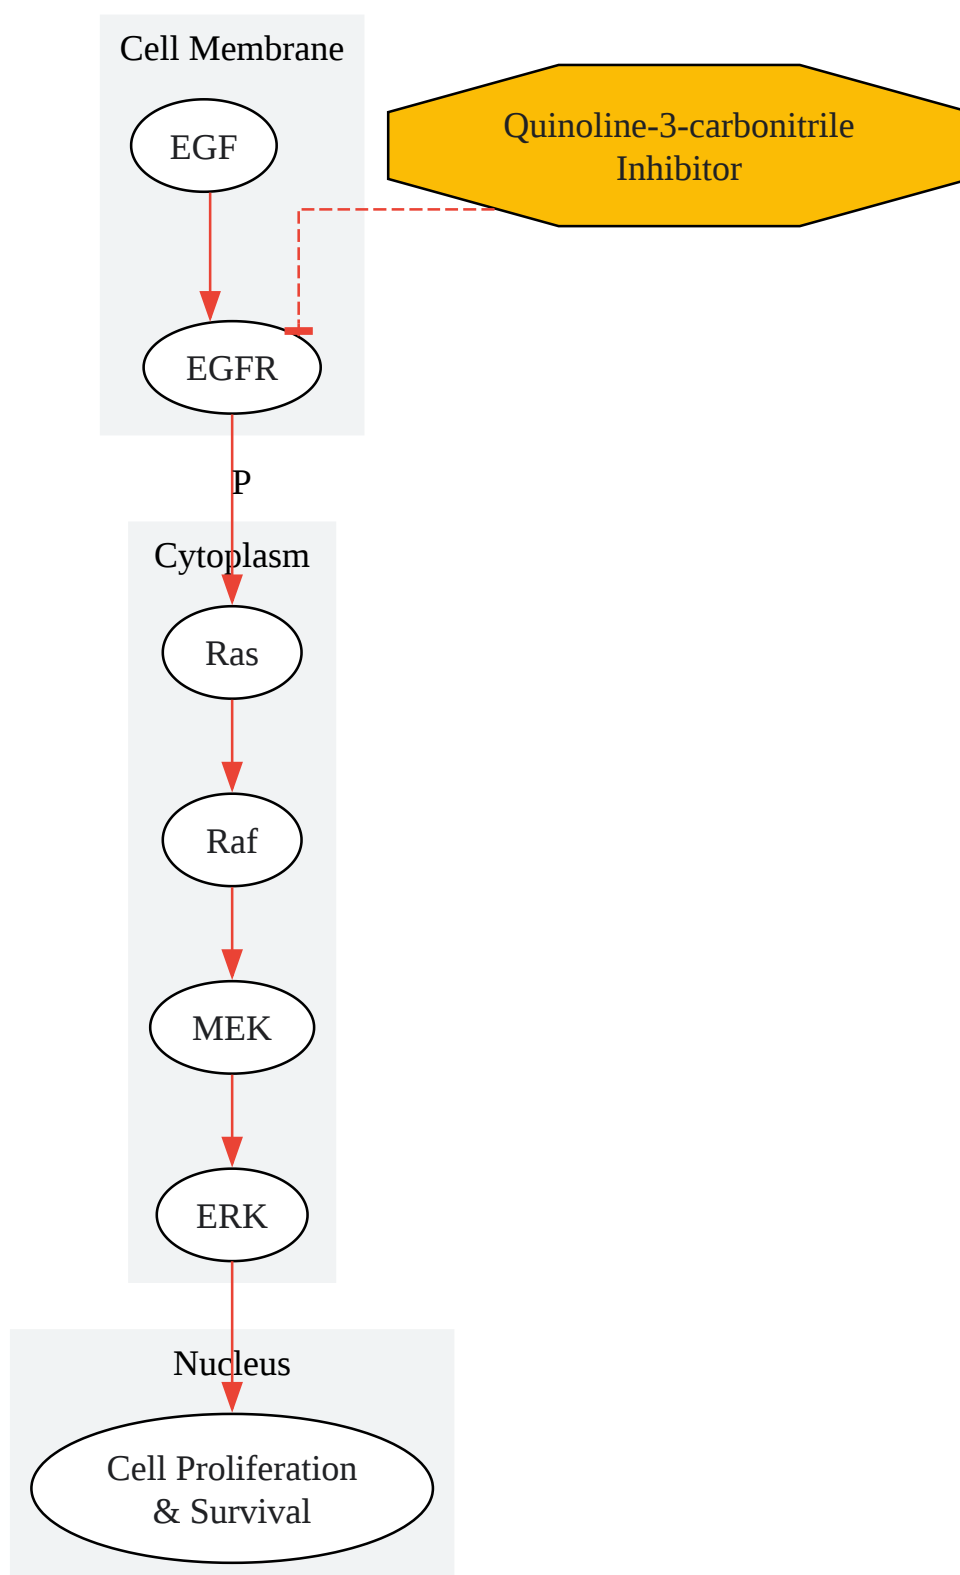 Cell Membrane
EGF
Quinoline-3-carbonitrile
Inhibitor
EGFR
P
Cytoplasm
Ras
Raf
MEK
ERK
Nucleus
Cell Proliferation
& Survival